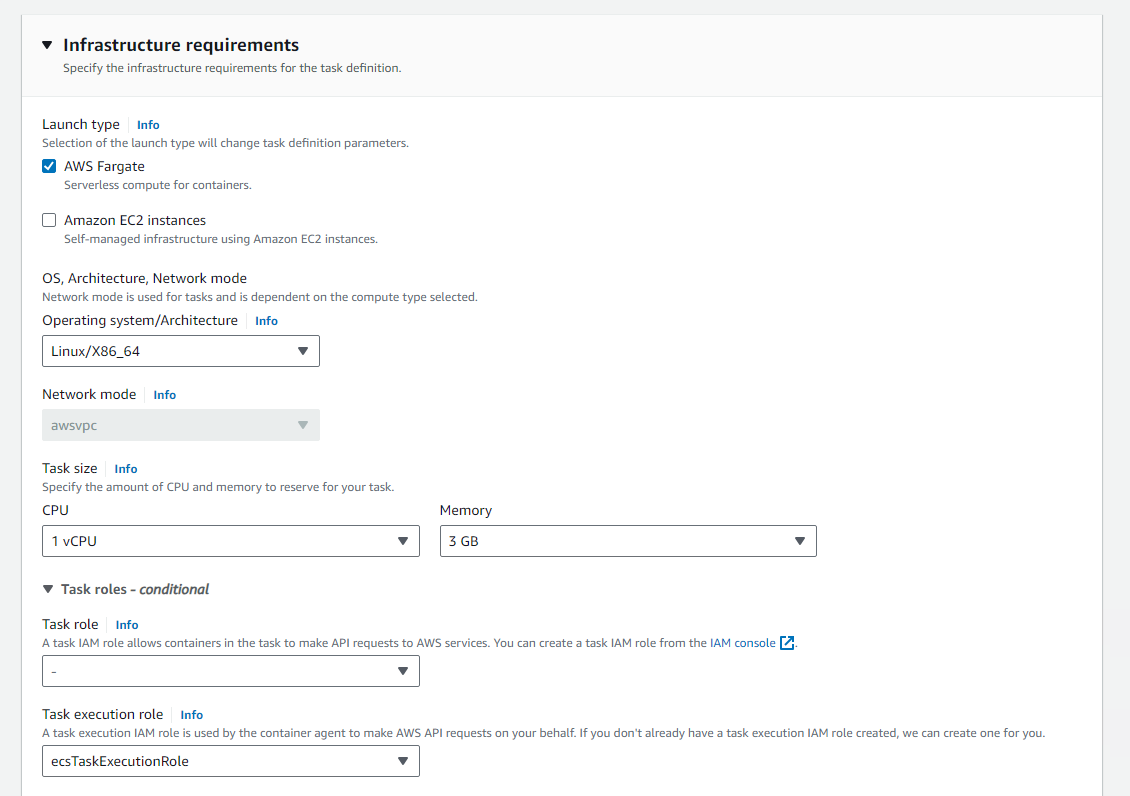 Infrastructure requirements
Specify the infrastructure requirements for the task definition.
Launch type Info
Selection of the launch type will change task definition parameters.
AWS Fargate
Serverless compute for containers.
Amazon EC2 instances
Self-managed infrastructure using Amazon EC2 instances.
OS, Architecture, Network mode
Network mode is used for tasks and is dependent on the compute type selected.
Operating system/Architecture Info
Linux/X86_64
Network mode Info
awsvpc
Task size Info
Specify the amount of CPU and memory to reserve for your task.
CPU Memory
1 vCPU 3 GB
Task roles - conditional
Task role Info
A task IAM role allows containers in the task to make API requests to AWS services. You can create a task IAM role from the IAM console.
-
Task execution role Info
A task execution IAM role is used by the container agent to make AWS API requests on your behalf. If you don't already have a task execution IAM role created, we can create one for you.
ecsTaskExecutionRole